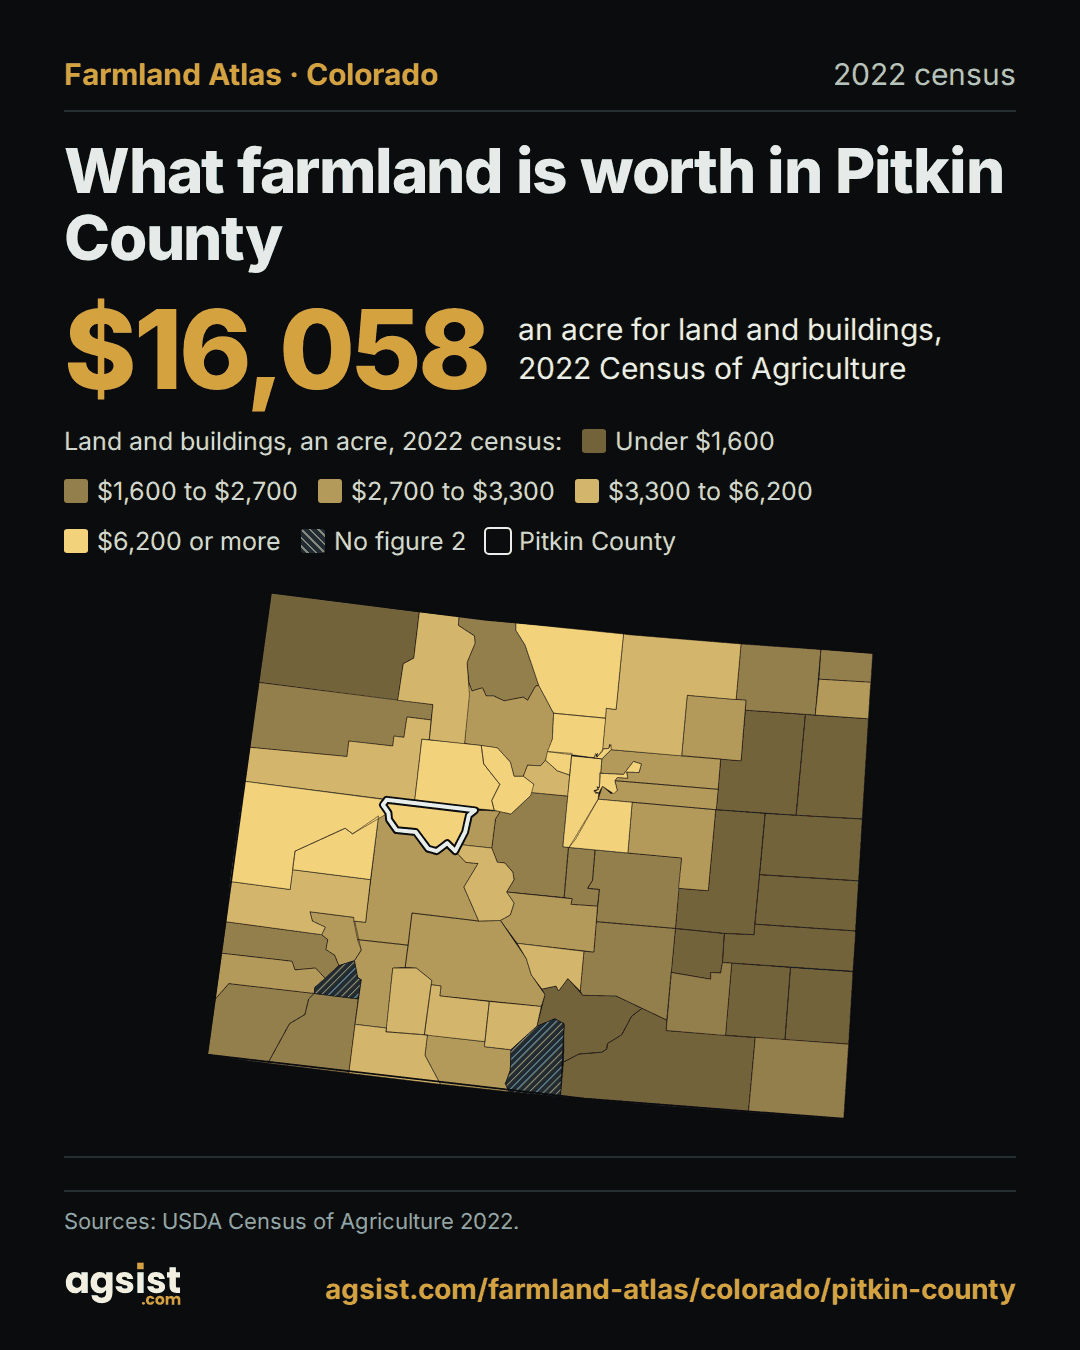 Farmland Atlas · Colorado
2022 census
What farmland is worth in Pitkin
County
$16,058
an acre for land and buildings,
2022 Census of Agriculture
Land and buildings, an acre, 2022 census:
Under $1,600
$1,600 to $2,700
$2,700 to $3,300
$3,300 to $6,200
$6,200 or more
No figure 2
Pitkin County
Sources: USDA Census of Agriculture 2022.
agsist
.com
agsist.com/farmland-atlas/colorado/pitkin-county